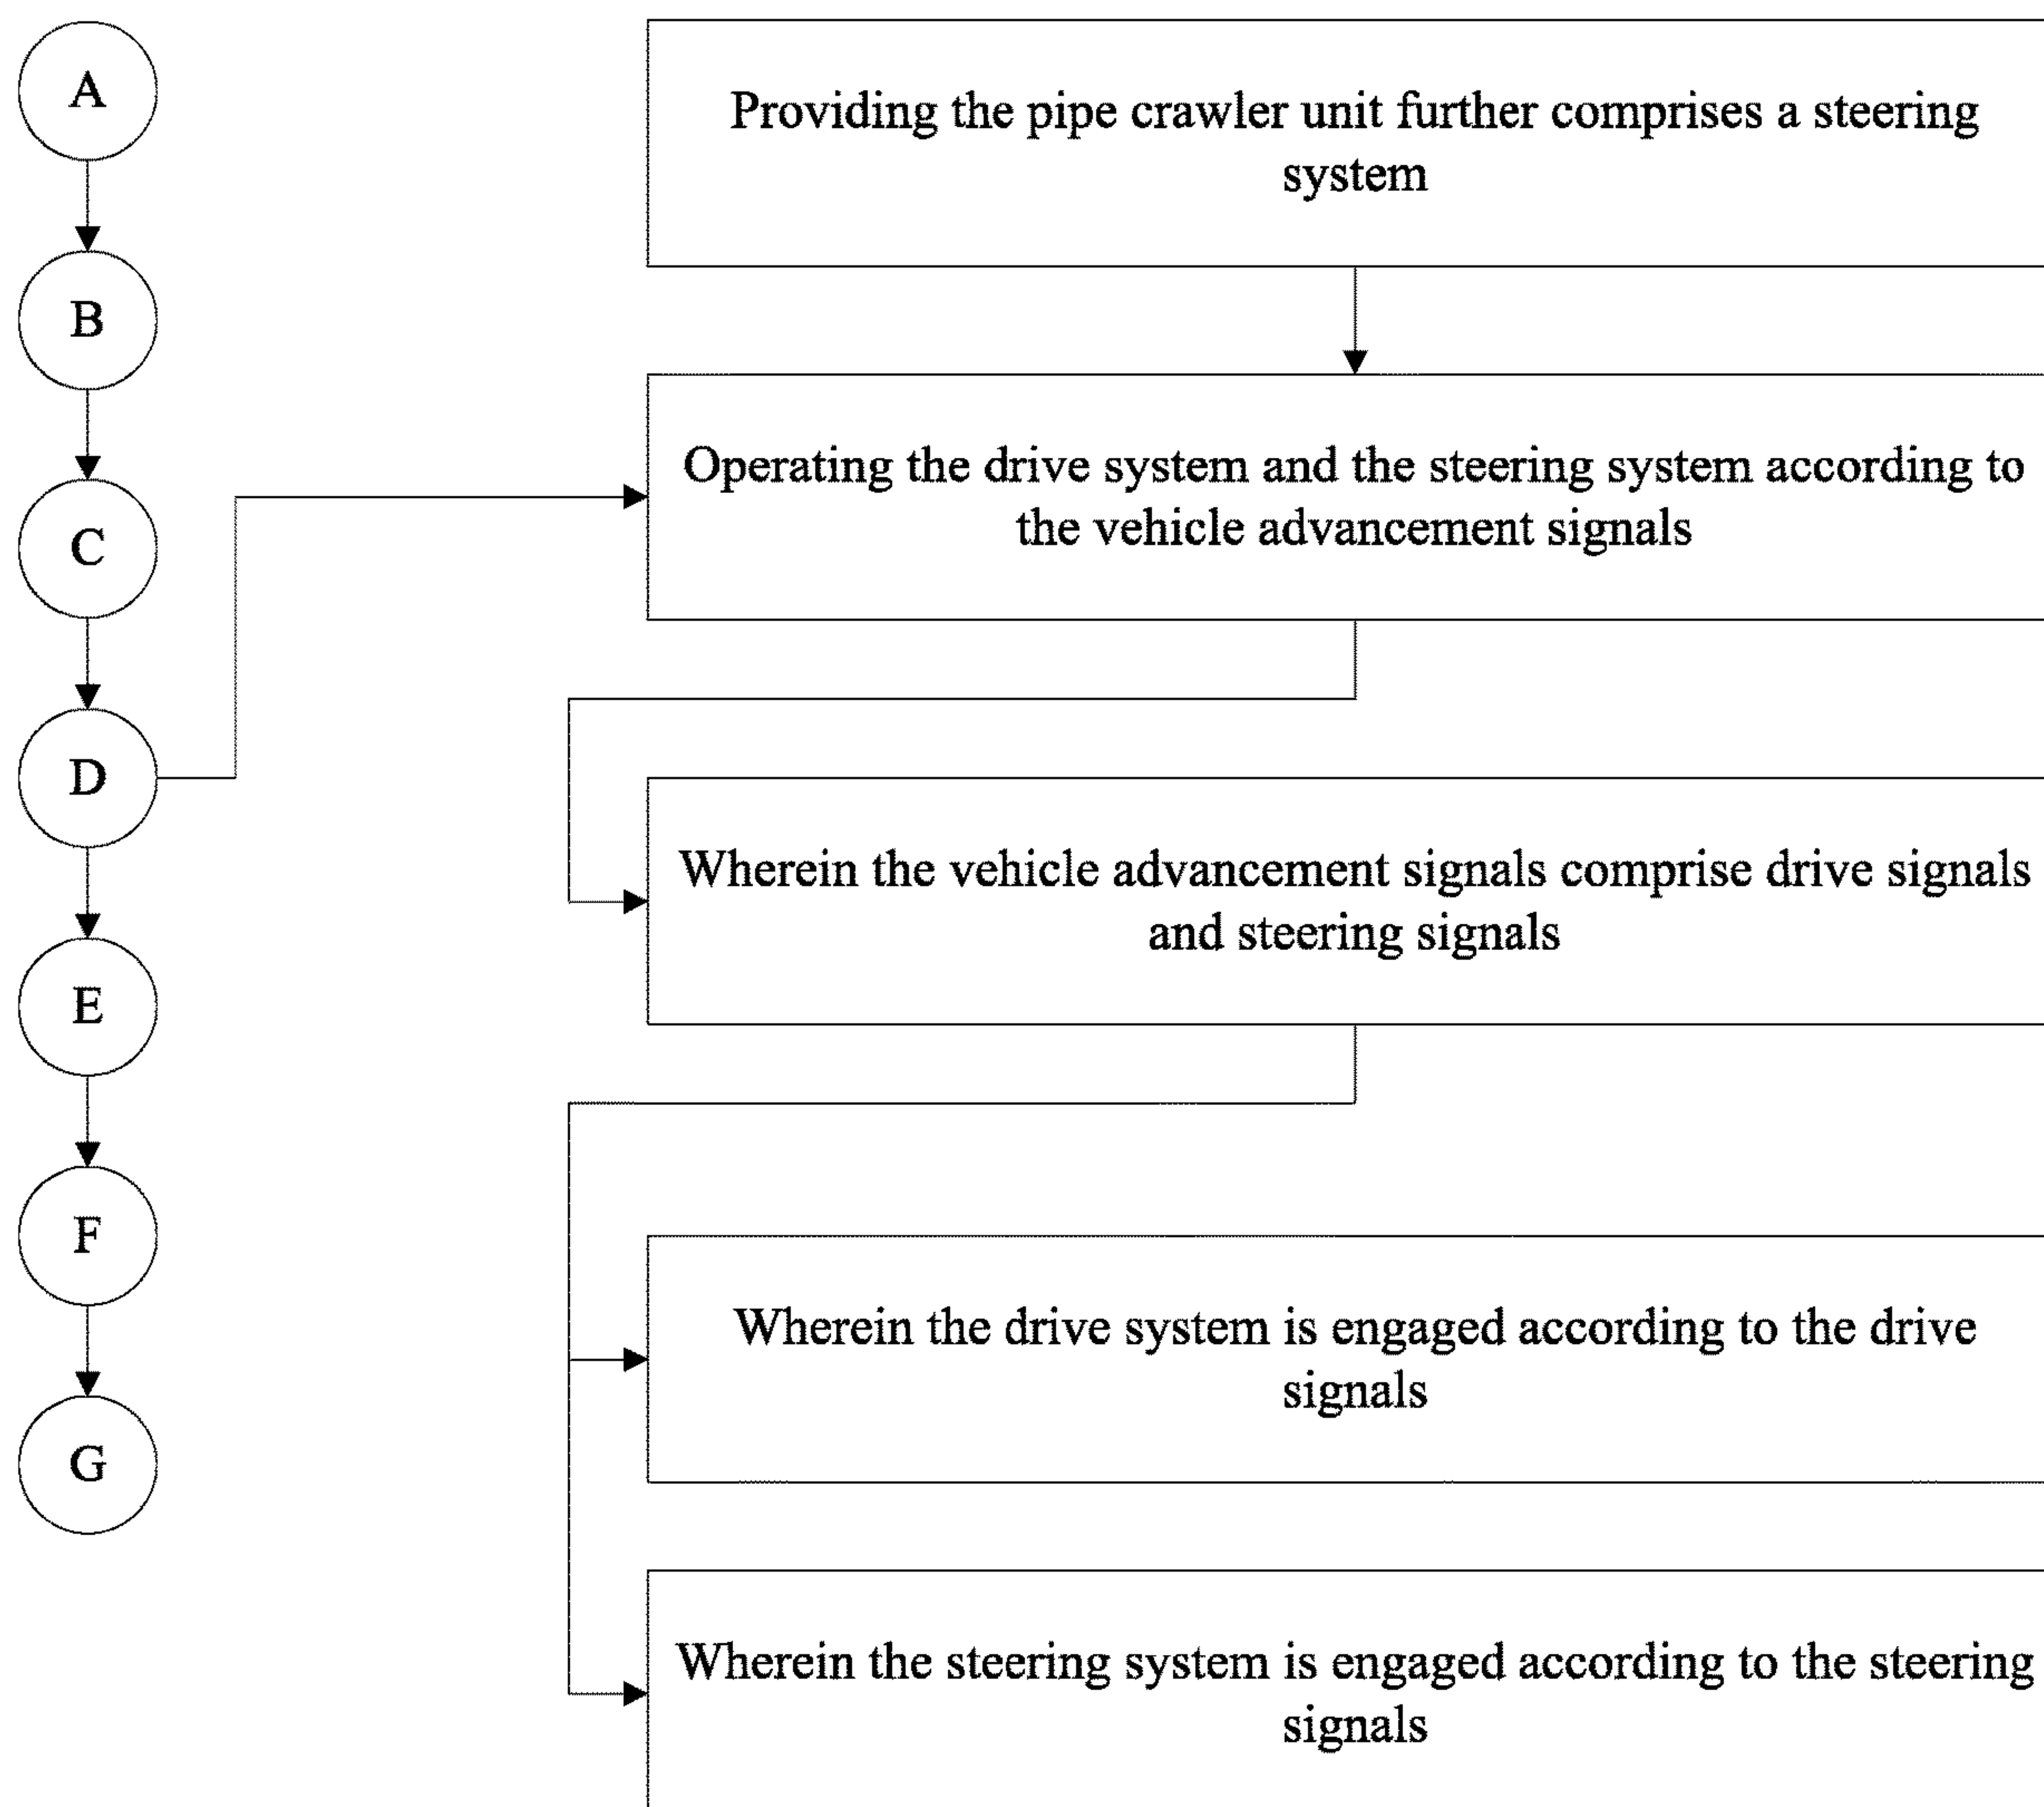 A
B
C
D
E
F
G
Providing the pipe crawler unit further comprises a steering
system
Operating the drive system and the steering system according to
the vehicle advancement signals
Wherein the vehicle advancement signals comprise drive signals
and steering signals
Wherein the drive system is engaged according to the drive
signals
Wherein the steering system is engaged according to the steering
signals